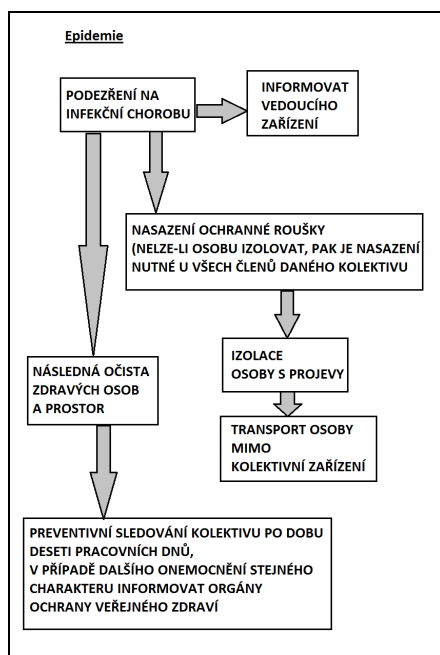 Epidemie
PODEZŘENÍ NA
INFEKČNÍ CHOROBU
INFORMOVAT
VEDOUCÍHO
ZAŘÍZENÍ
NASAZENÍ OCHRANNÉ ROUŠKY
(NELZE-LI OSOBU IZOLOVAT, PAK JE NASAZENÍ
NUTNÉ U VŠECH ČLENŮ DANÉHO KOLEKTIVU
IZOLACE
OSOBY S PROJEVY
TRANSPORT OSOBY
MIMO
KOLEKTIVNÍ ZAŘÍZENÍ
NÁSLEDNÁ OČISTA
ZDRAVÝCH OSOB
A PROSTOR
PREVENTIVNÍ SLEDOVÁNÍ KOLEKTIVU PO DOBU
DESETI PRACOVNÍCH DNŮ,
V PŘÍPADĚ DALŠÍHO ONEMOCNĚNÍ STEJNÉHO
CHARAKTERU INFORMOVAT ORGÁNY
OCHRANY VEŘEJNÉHO ZDRAVÍ